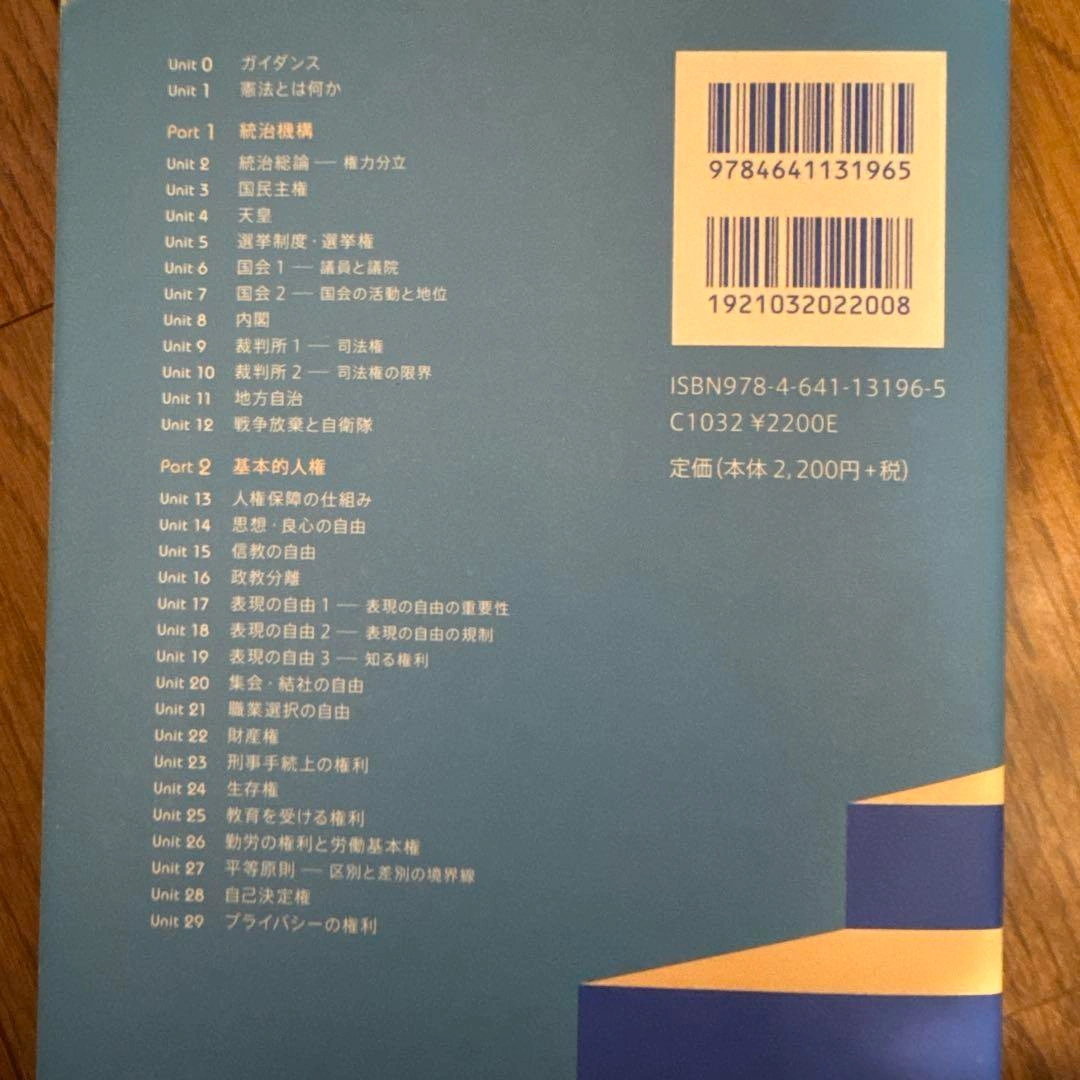 Unit 0 ガイダンス
Unit 1 憲法とは何か
Part 1 統治機構
Unit 2 統治総論 ― 権力分立
Unit 3 国民主権
Unit 4 天皇
Unit 5 選挙制度・選挙権
Unit 6 国会 1 ― 議員と議院
Unit 7 国会 2 ― 国会の活動と地位
Unit 8 内閣
Unit 9 裁判所 1 ― 司法権
Unit 10 裁判所 2 ― 司法権の限界
Unit 11 地方自治
Unit 12 戦争放棄と自衛隊
Part 2 基本的人権
Unit 13 人権保障の仕組み
Unit 14 思想・良心の自由
Unit 15 信教の自由
Unit 16 政教分離
Unit 17 表現の自由 1 ― 表現の自由の重要性
Unit 18 表現の自由 2 ― 表現の自由の規制
Unit 19 表現の自由 3 ― 知る権利
Unit 20 集会・結社の自由
Unit 21 職業選択の自由
Unit 22 財産権
Unit 23 刑事手続上の権利
Unit 24 生存権
Unit 25 教育を受ける権利
Unit 26 勤労の権利と労働基本権
Unit 27 平等原則 ― 区別と差別の境界線
Unit 28 自己決定権
Unit 29 プライバシーの権利
9784641131965
1921032022008
ISBN978-4-641-13196-5
C1032 ¥2200E
定価(本体 2,200円+税)